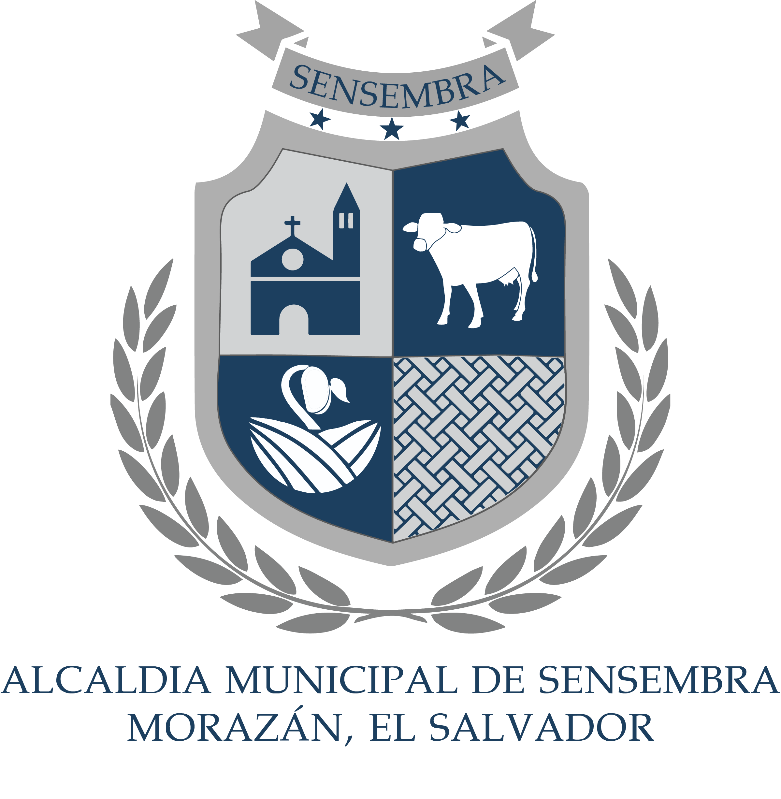 SENSEMBRA
ALCALDIA MUNICIPAL DE SENSEMBRA
MORAZÁN, EL SALVADOR